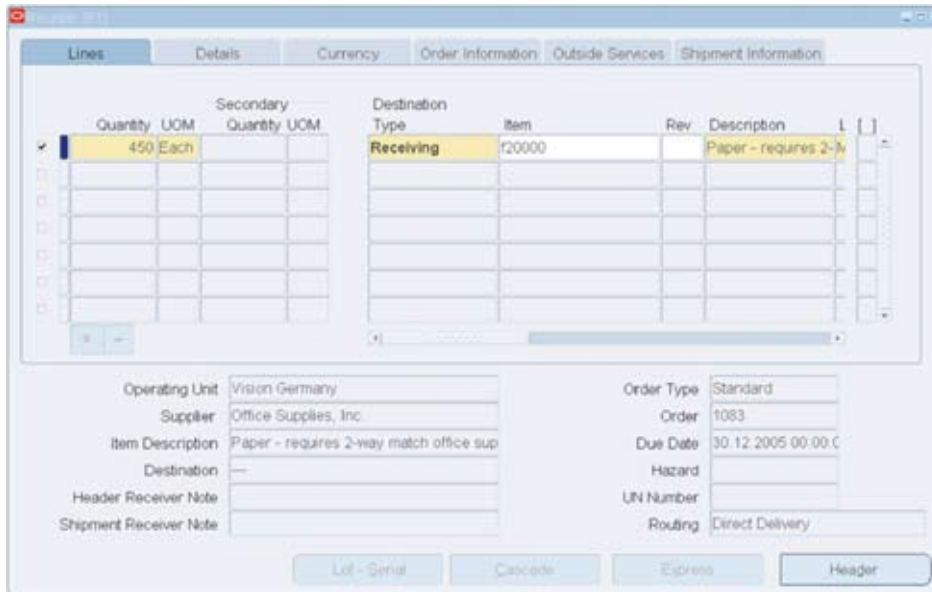 Lines Details Currency Order Information Outside Services Shipment Information
Secondary Destination
Quantity UOM Quantity UOM Type Item Rev Description L [ ]
450 Each Receiving f20000 Paper - requires 2- M
Operating Unit Vision Germany Order Type Standard
Supplier Office Supplies, Inc Order 1083
Item Description Paper - requires 2-way match office sup Due Date 30.12.2005 00:00:0
Destination — Hazard
Header Receiver Note UN Number
Shipment Receiver Note Routing Direct Delivery
Lot - Serial Cascade Express Header